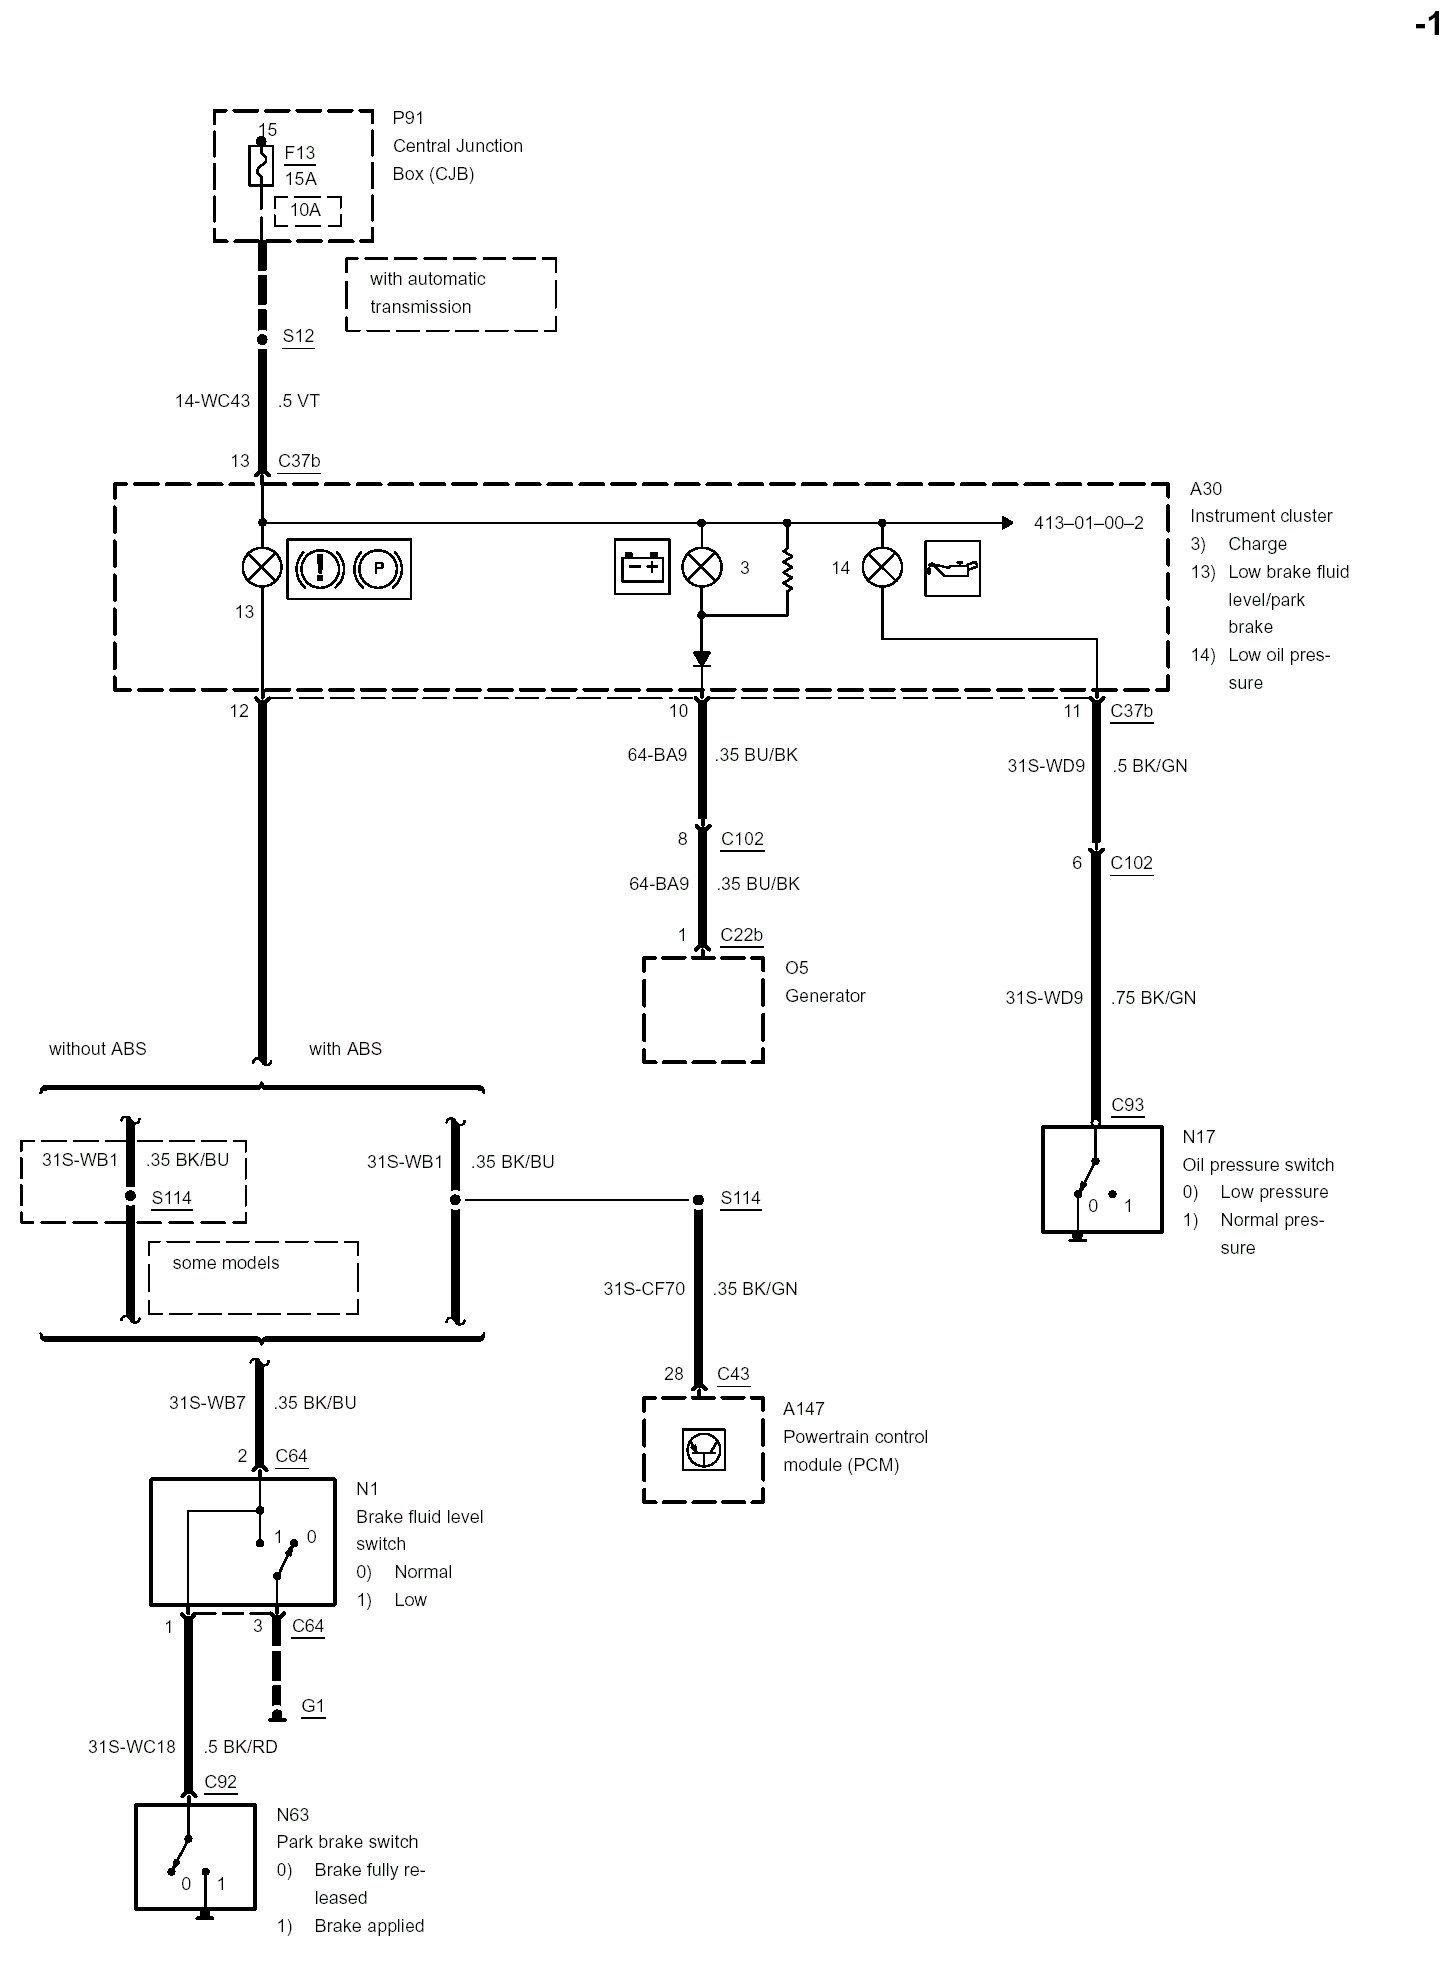 -1
15
F13
15A
10A
P91
Central Junction
Box (CJB)
with automatic
transmission
S12
14-WC43 .5 VT
13 C37b
A30
Instrument cluster
3) Charge
13) Low brake fluid
level/park
brake
14) Low oil pres-
sure
413–01–00–2
! P
13
- +
3
14
12
10
11 C37b
64-BA9 .35 BU/BK
31S-WD9 .5 BK/GN
8 C102
6 C102
64-BA9 .35 BU/BK
1 C22b
O5
Generator
31S-WD9 .75 BK/GN
without ABS with ABS
C93
N17
Oil pressure switch
0) Low pressure
1) Normal pres-
sure
0 1
31S-WB1 .35 BK/BU
S114
some models
31S-WB1 .35 BK/BU
S114
31S-CF70 .35 BK/GN
28 C43
A147
Powertrain control
module (PCM)
31S-WB7 .35 BK/BU
2 C64
N1
Brake fluid level
switch
0) Normal
1) Low
1 0
1 3 C64
G1
31S-WC18 .5 BK/RD
C92
N63
Park brake switch
0) Brake fully re-
leased
1) Brake applied
0 1